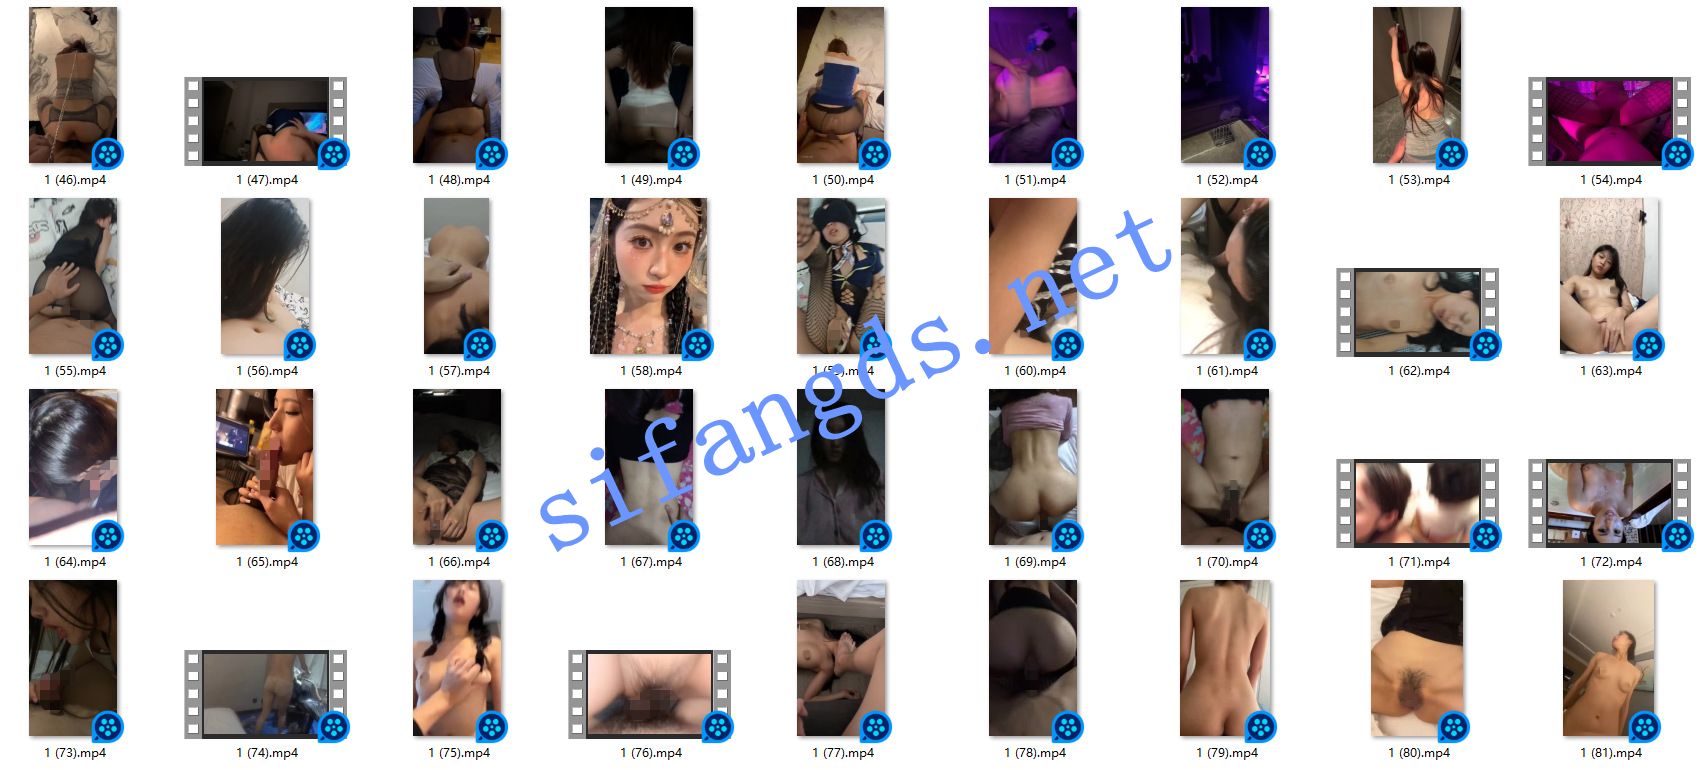 1 (46).mp4
1 (47).mp4
1 (48).mp4
1 (49).mp4
1 (50).mp4
1 (51).mp4
1 (52).mp4
1 (53).mp4
1 (54).mp4
1 (55).mp4
1 (56).mp4
1 (57).mp4
1 (58).mp4
1 (59).mp4
1 (60).mp4
1 (61).mp4
1 (62).mp4
1 (63).mp4
sifangds.net
1 (64).mp4
1 (65).mp4
1 (66).mp4
1 (67).mp4
1 (68).mp4
1 (69).mp4
1 (70).mp4
1 (71).mp4
1 (72).mp4
1 (73).mp4
1 (74).mp4
1 (75).mp4
1 (76).mp4
1 (77).mp4
1 (78).mp4
1 (79).mp4
1 (80).mp4
1 (81).mp4